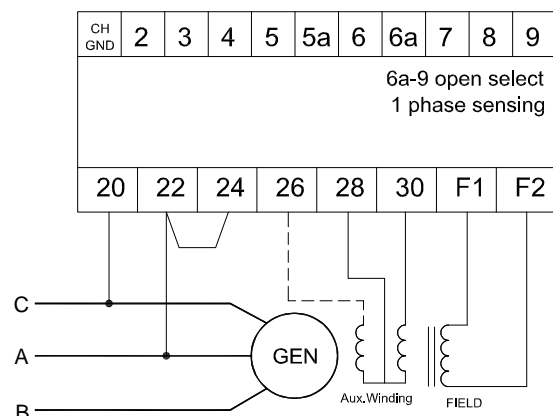 CH GND 2 3 4 5 5a 6 6a 7 8 9
6a-9 open select
1 phase sensing
20 22 24 26 28 30 F1 F2
C
A
B
GEN
Aux.Winding
FIELD